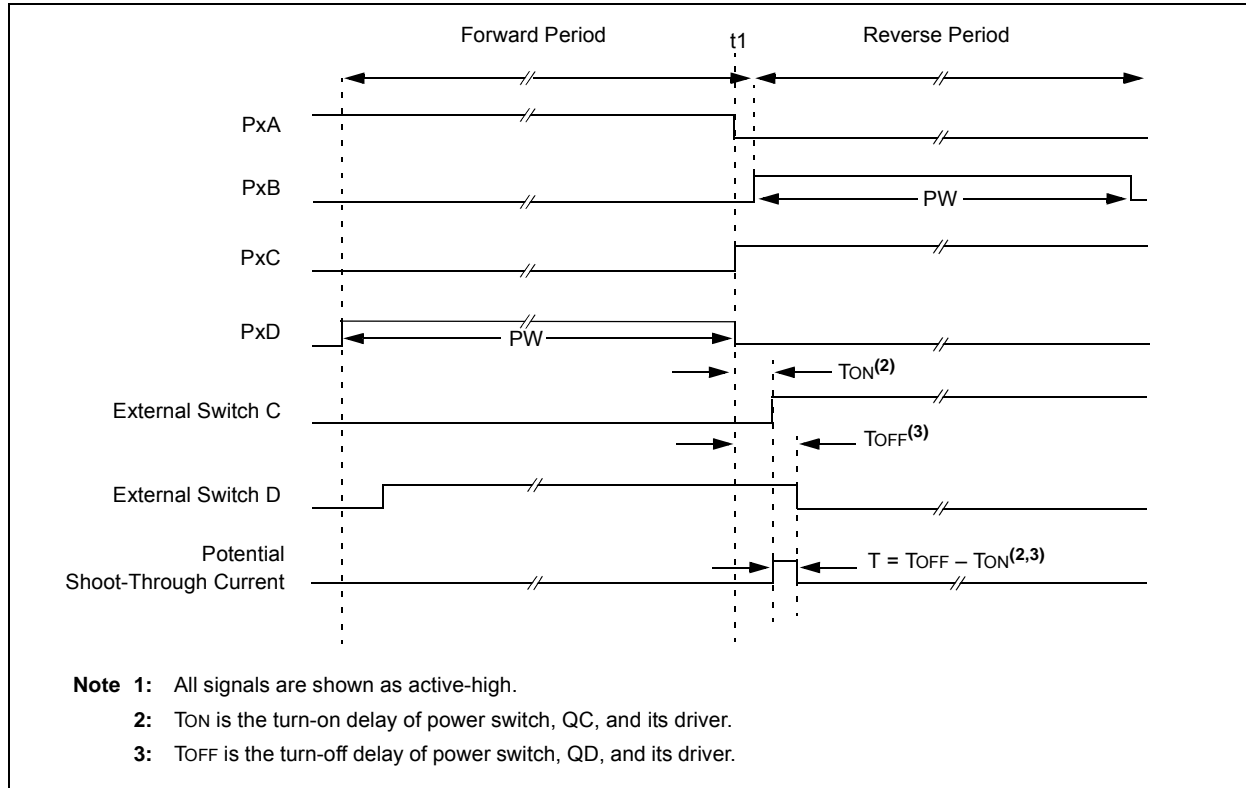 Forward Period
t1
Reverse Period
PxA
PxB
PW
PxC
PxD
PW
TON(2)
External Switch C
TOFF(3)
External Switch D
Potential
Shoot-Through Current
T = TOFF – TON(2,3)
Note 1: All signals are shown as active-high.
2: TON is the turn-on delay of power switch, QC, and its driver.
3: TOFF is the turn-off delay of power switch, QD, and its driver.